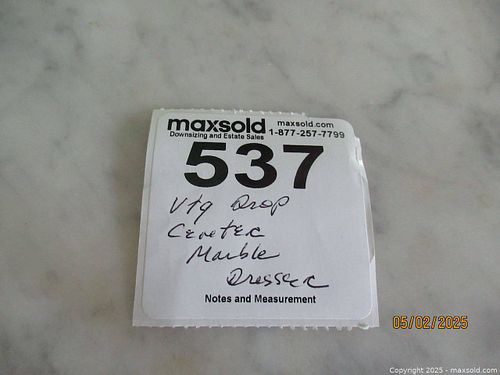 maxsold maxsold.com
Downsizing and Estate Sales 1-877-257-7799
537
Vtg Drop
Center
Marble
Dresser
Notes and Measurement
05/02/2025
Copyright 2025 - maxsold.com